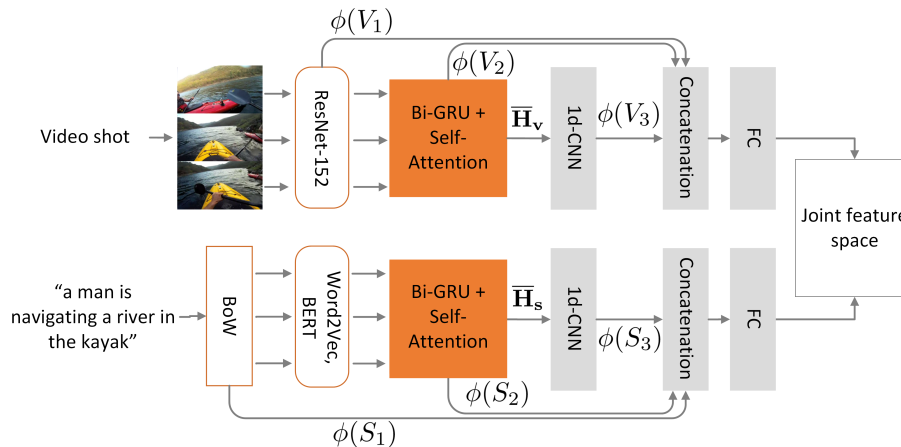 ϕ(V₁)
ϕ(V₂)
Video shot
ResNet-152
Bi-GRU +
Self-
Attention
H̅ᵥ
1d-CNN
ϕ(V₃)
Concatenation
FC
Joint feature
space
“a man is
navigating a river in
the kayak”
BoW
Word2Vec,
BERT
Bi-GRU +
Self-
Attention
H̅ₛ
1d-CNN
ϕ(S₃)
Concatenation
FC
ϕ(S₂)
ϕ(S₁)